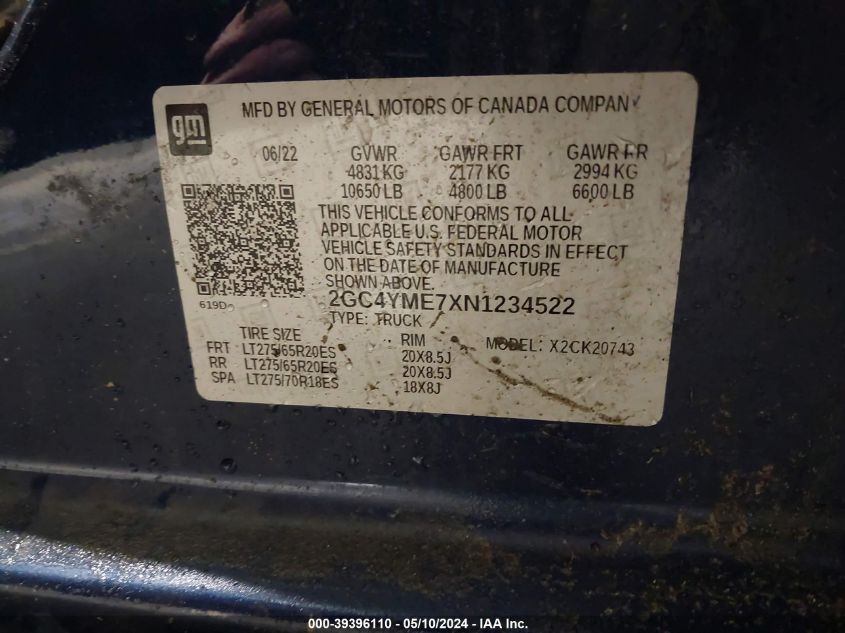 gm
MFD BY GENERAL MOTORS OF CANADA COMPANY
06/22 GVWR GAWR FRT GAWR RR
4831 KG 2177 KG 2994 KG
10650 LB 4800 LB 6600 LB
THIS VEHICLE CONFORMS TO ALL
APPLICABLE U.S. FEDERAL MOTOR
VEHICLE SAFETY STANDARDS IN EFFECT
ON THE DATE OF MANUFACTURE
SHOWN ABOVE.
619D 2GC4YME7XN1234522
TYPE: TRUCK
TIRE SIZE RIM MODEL: X2CK20743
FRT LT275/65R20ES 20X8.5J
RR LT275/65R20ES 20X8.5J
SPA LT275/70R18ES 18X8J
000-39396110 — 05/10/2024 — IAA Inc.